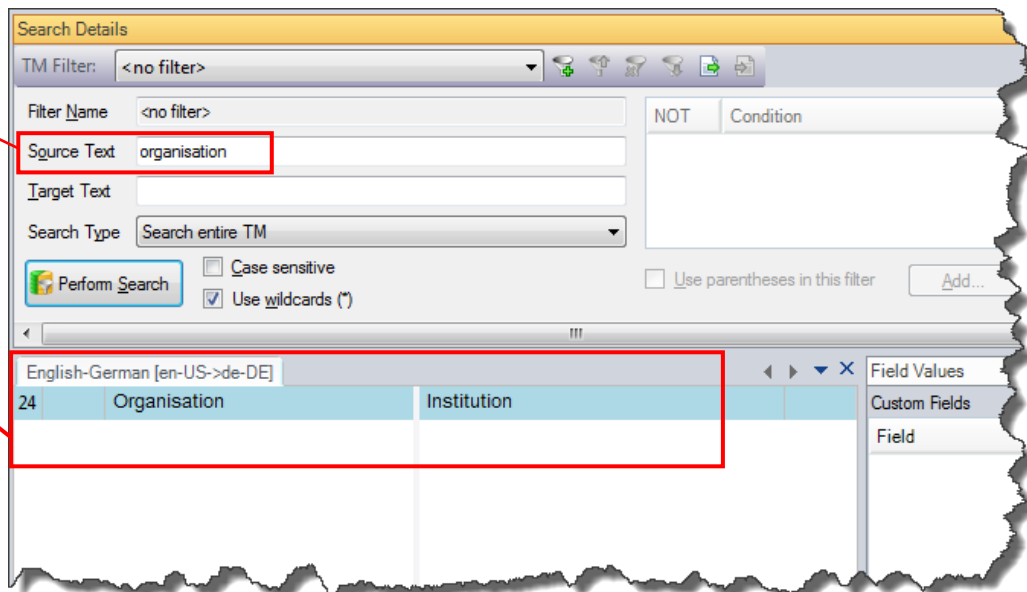 Search Details
TM Filter: <no filter>
Filter Name <no filter>
NOT Condition
Source Text organisation
Target Text
Search Type Search entire TM
Perform Search
Case sensitive
Use wildcards (*)
Use parentheses in this filter Add...
English-German [en-US->de-DE]
Field Values
24 Organisation Institution
Custom Fields
Field